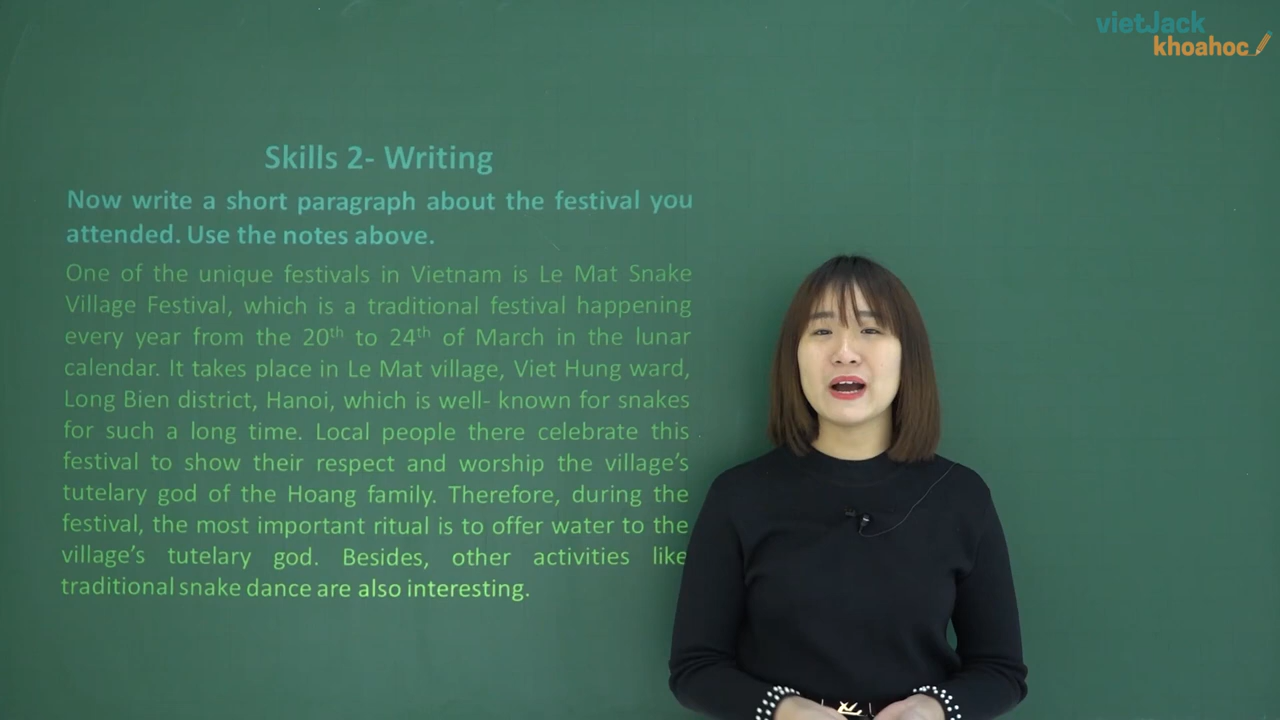 vietJack
khoahoc
Skills 2- Writing
Now write a short paragraph about the festival you
attended. Use the notes above.
One of the unique festivals in Vietnam is Le Mat Snake
Village Festival, which is a traditional festival happening
every year from the 20th to 24th of March in the lunar
calendar. It takes place in Le Mat village, Viet Hung ward,
Long Bien district, Hanoi, which is well- known for snakes
for such a long time. Local people there celebrate this
festival to show their respect and worship the village's
tutelary god of the Hoang family. Therefore, during the
festival, the most important ritual is to offer water to the
village's tutelary god. Besides, other activities like
traditional snake dance are also interesting.